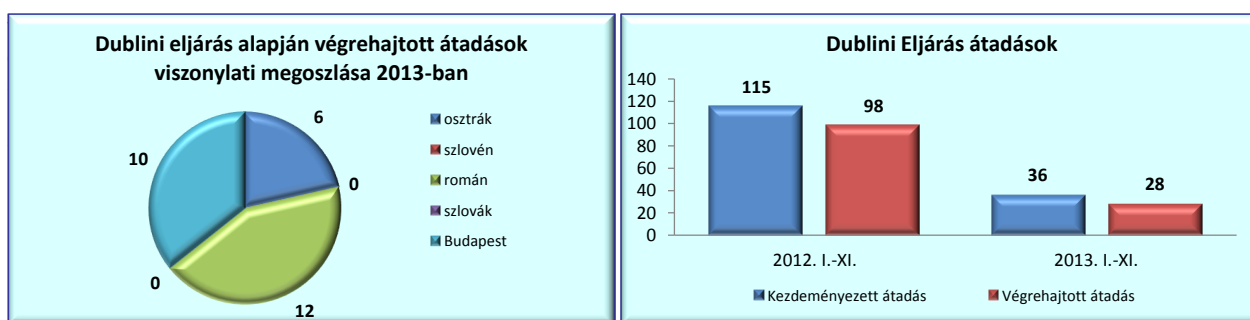 Dublini eljárás alapján végrehajtott átadások
viszonylati megoszlása 2013-ban
6
0
12
0
10
osztrák
szlovén
román
szlovák
Budapest
Dublini Eljárás átadások
140
120
100
80
60
40
20
0
115
98
36
28
2012. I.-XI.
2013. I.-XI.
Kezdeményezett átadás
Végrehajtott átadás